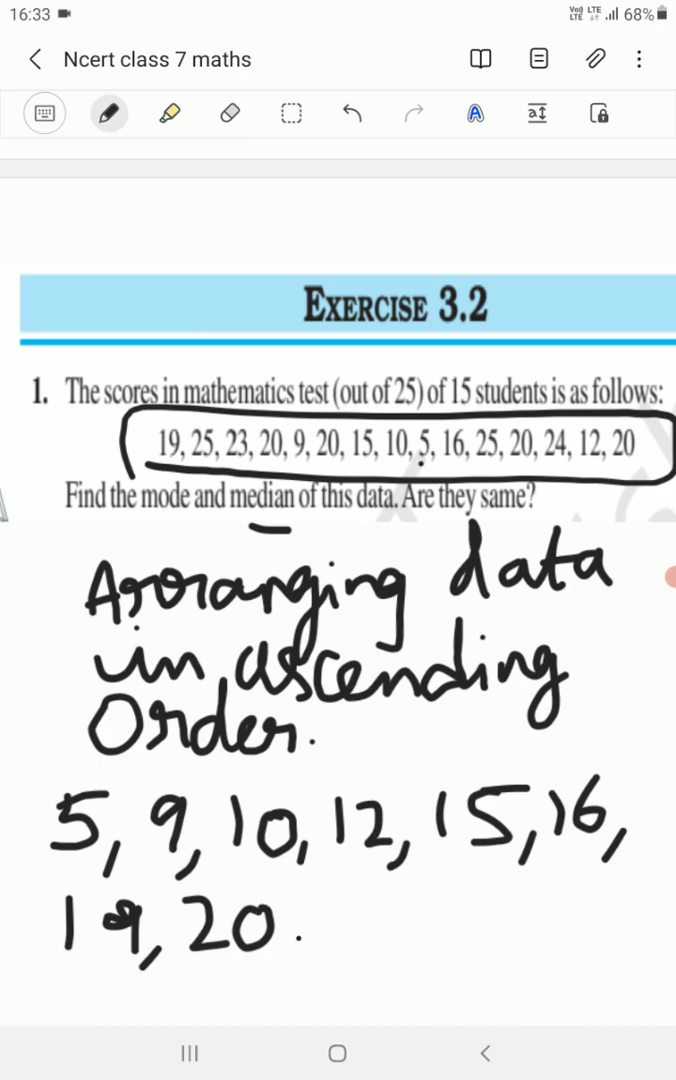 16:33
Vo) LTE
LTE
68%
Ncert class 7 maths
EXERCISE 3.2
1. The scores in mathematics test (out of 25) of 15 students is as follows:
19, 25, 23, 20, 9, 20, 15, 10, 5, 16, 25, 20, 24, 12, 20
Find the mode and median of this data. Are they same?
Arranging data
in ascending
Order.
5, 9, 10, 12, 15, 16,
19, 20.